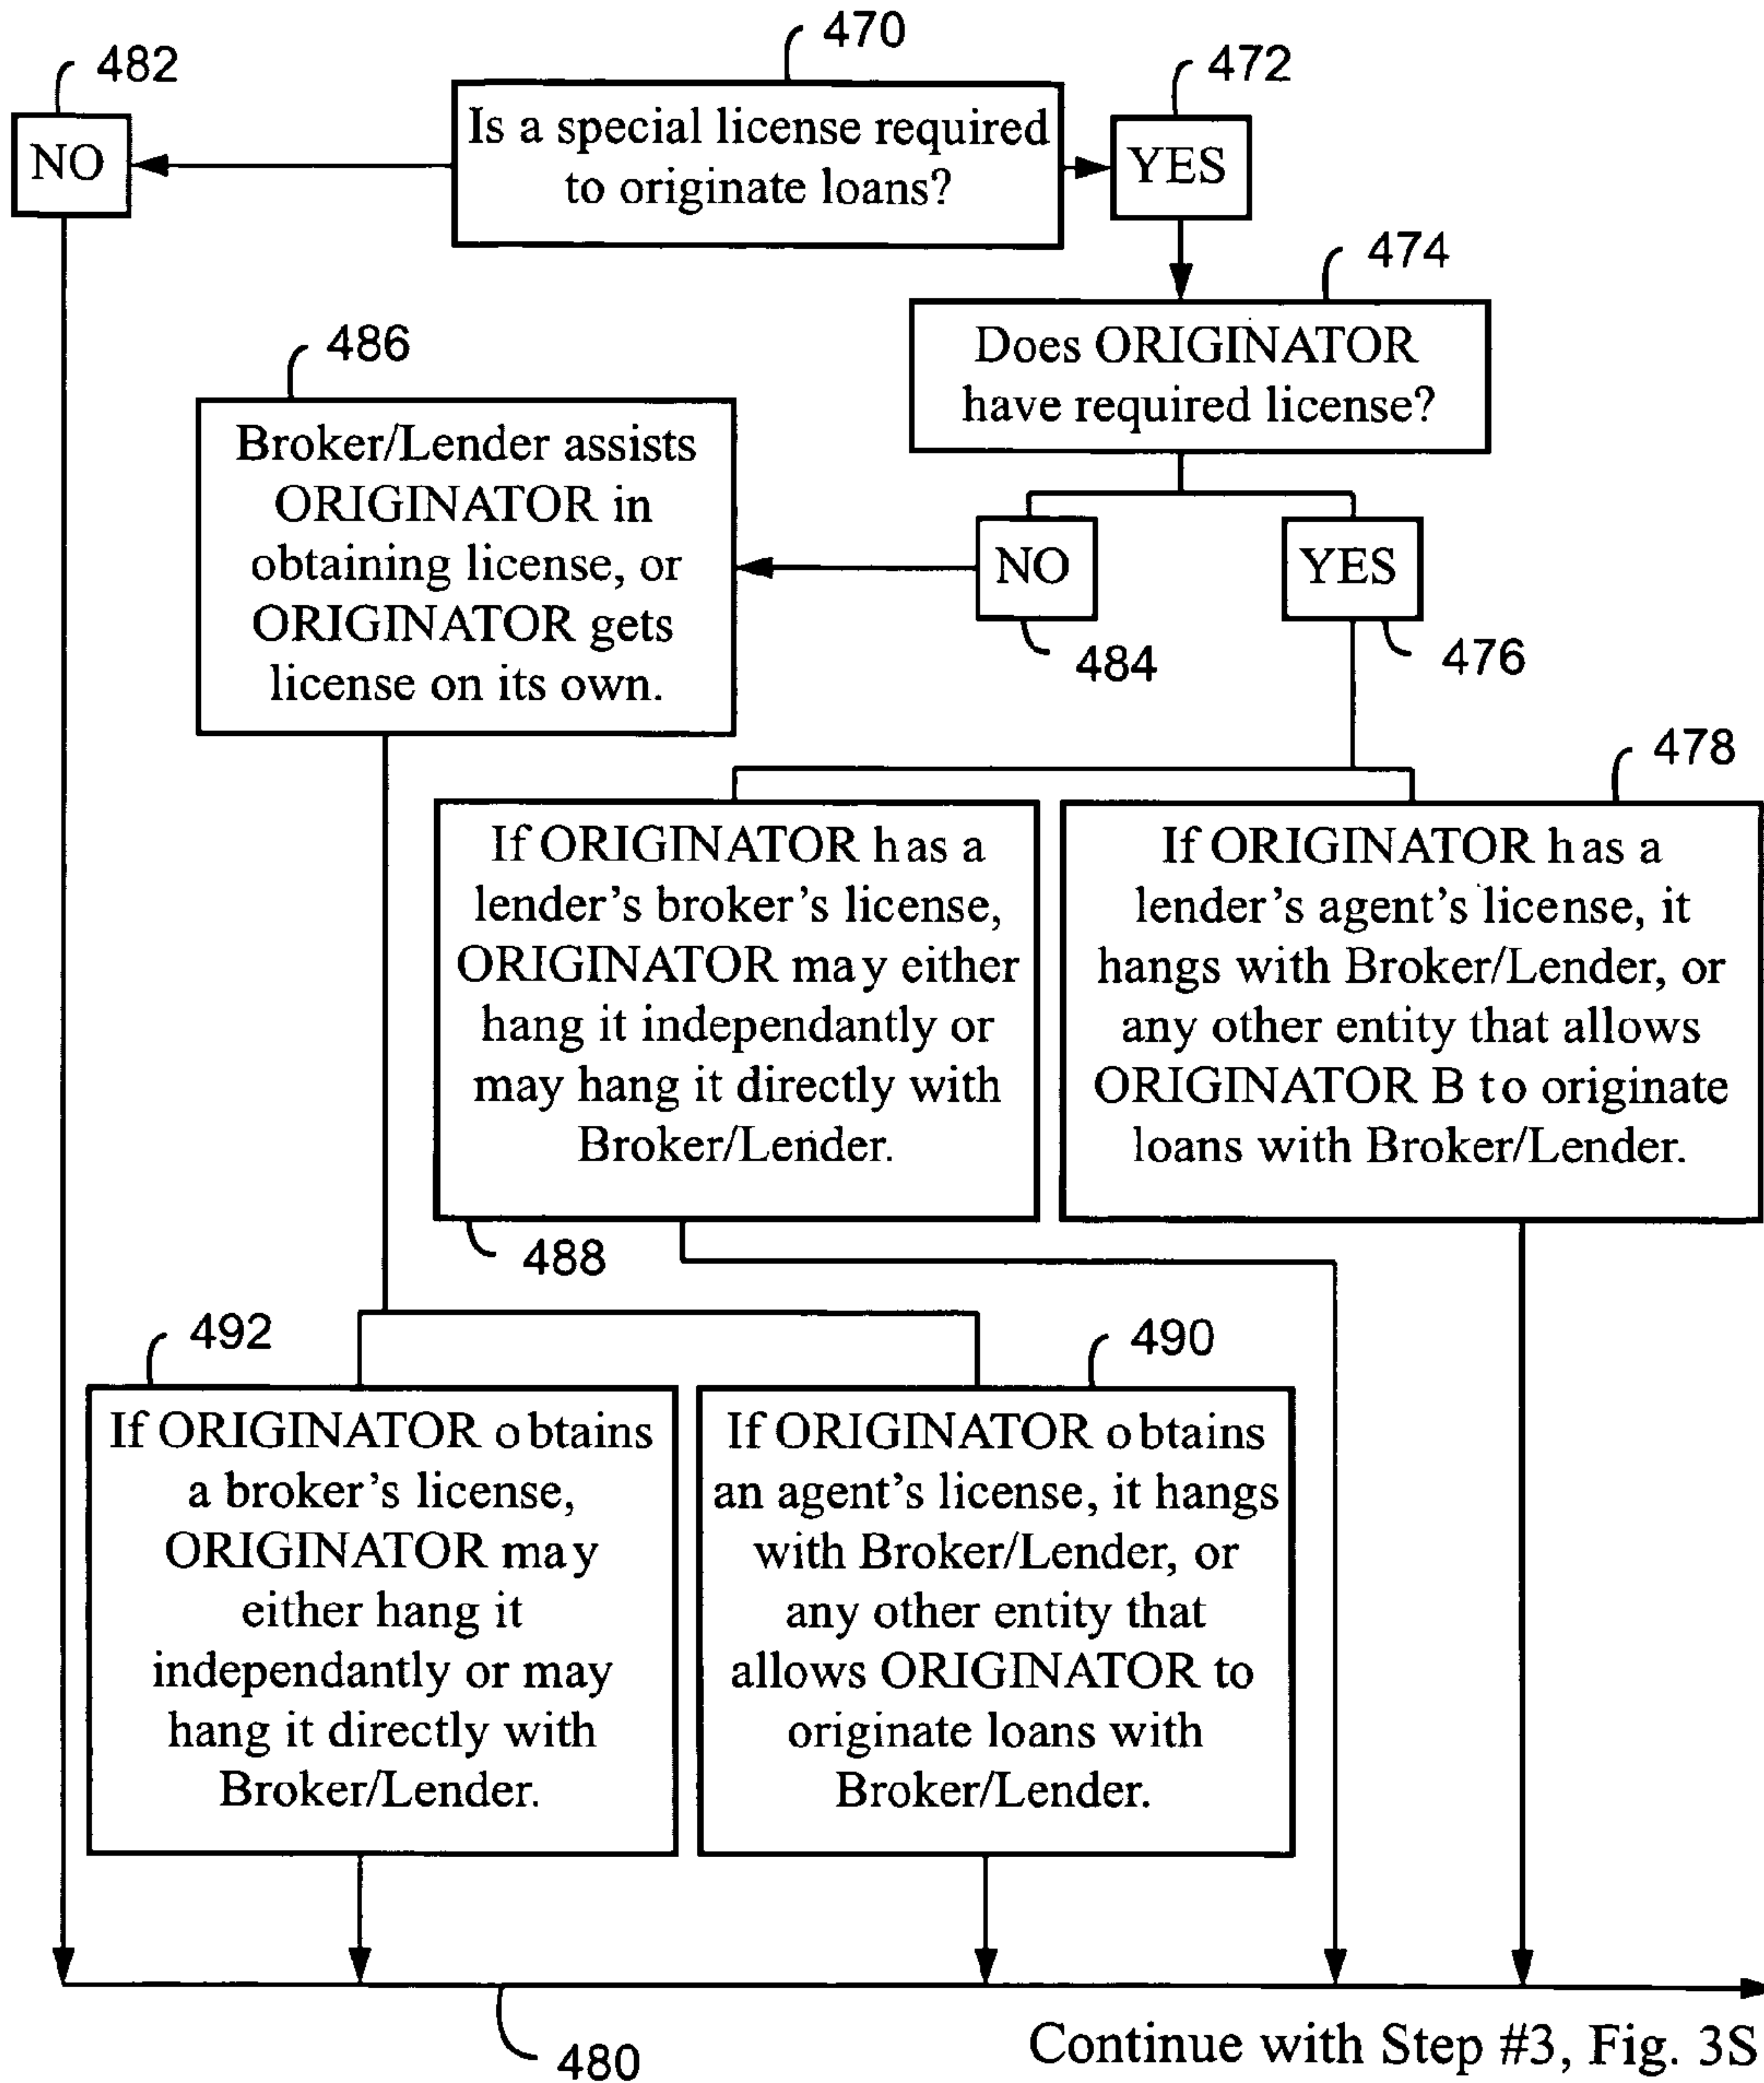 470
482
472
Is a special license required
to originate loans?
NO
YES
474
Does ORIGINATOR
have required license?
486
Broker/Lender assists
ORIGINATOR in
obtaining license, or
ORIGINATOR gets
license on its own.
NO
YES
484
476
478
If ORIGINATOR has a
lender's broker's license,
ORIGINATOR may either
hang it independantly or
may hang it directly with
Broker/Lender.
If ORIGINATOR has a
lender's agent's license, it
hangs with Broker/Lender, or
any other entity that allows
ORIGINATOR B to originate
loans with Broker/Lender.
488
492
490
If ORIGINATOR obtains
a broker's license,
ORIGINATOR may
either hang it
independantly or may
hang it directly with
Broker/Lender.
If ORIGINATOR obtains
an agent's license, it hangs
with Broker/Lender, or
any other entity that
allows ORIGINATOR to
originate loans with
Broker/Lender.
480
Continue with Step #3, Fig. 3S